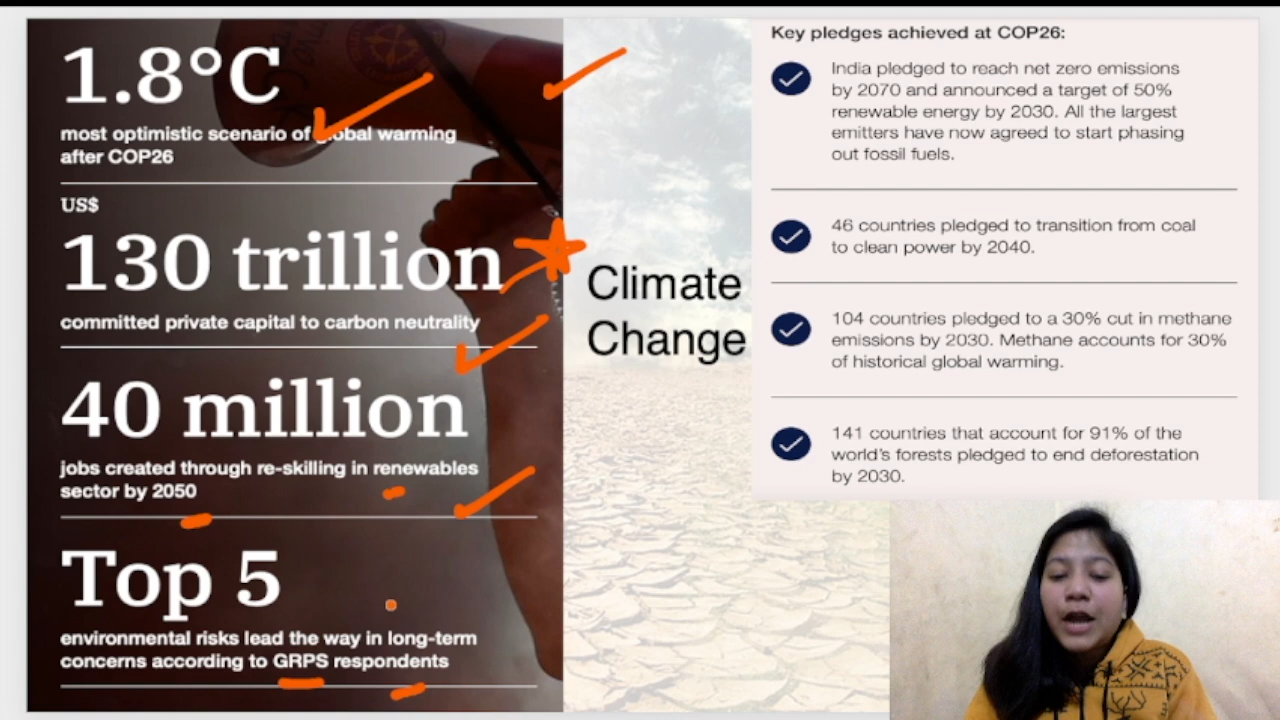 1.8°C
most optimistic scenario of global warming
after COP26
US$
130 trillion
committed private capital to carbon neutrality
40 million
jobs created through re-skilling in renewables
sector by 2050
Top 5
environmental risks lead the way in long-term
concerns according to GRPS respondents
Climate
Change
Key pledges achieved at COP26:
India pledged to reach net zero emissions
by 2070 and announced a target of 50%
renewable energy by 2030. All the largest
emitters have now agreed to start phasing
out fossil fuels.
46 countries pledged to transition from coal
to clean power by 2040.
104 countries pledged to a 30% cut in methane
emissions by 2030. Methane accounts for 30%
of historical global warming.
141 countries that account for 91% of the
world's forests pledged to end deforestation
by 2030.